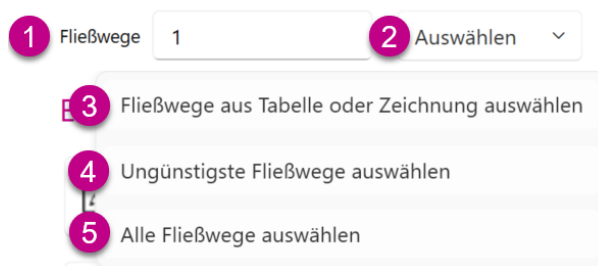 1 Fließwege 1 2 Auswählen
3 Fließwege aus Tabelle oder Zeichnung auswählen
4 Ungünstigste Fließwege auswählen
5 Alle Fließwege auswählen